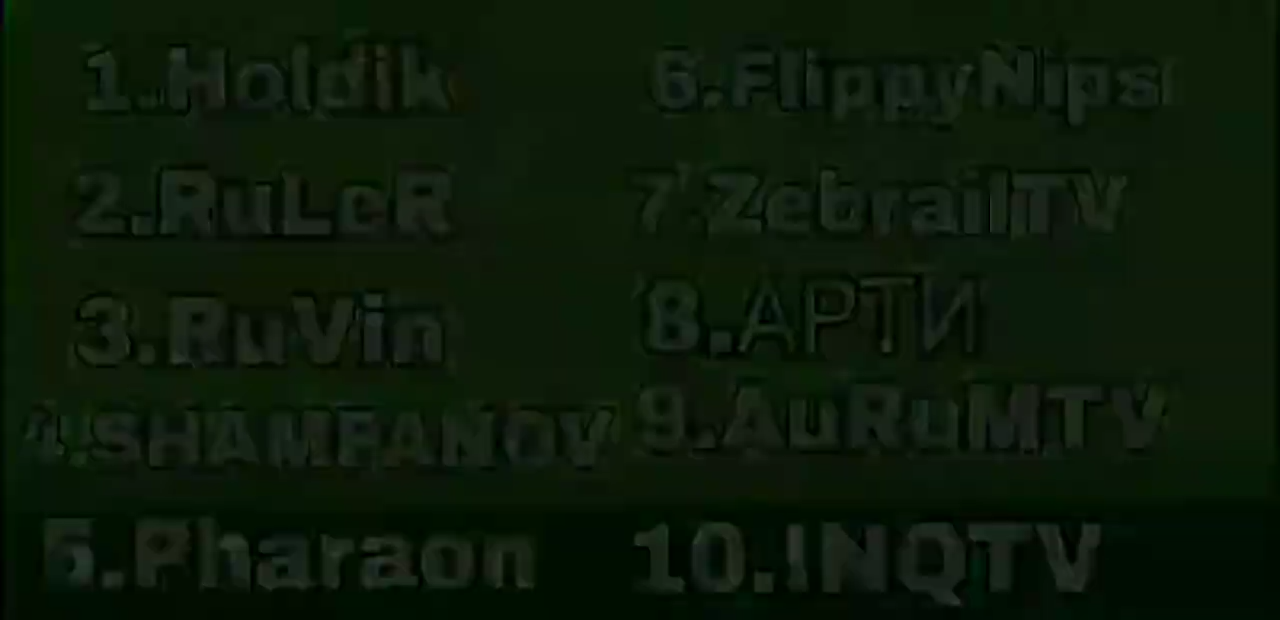 1.Holdik
2.RuLeR
3.RuVin
4.SHAMFANOV
5.Pharaon
6.FlippyNips
7.ZebrailTV
8.АРТИ
9.AuRuMTV
10.INQTV